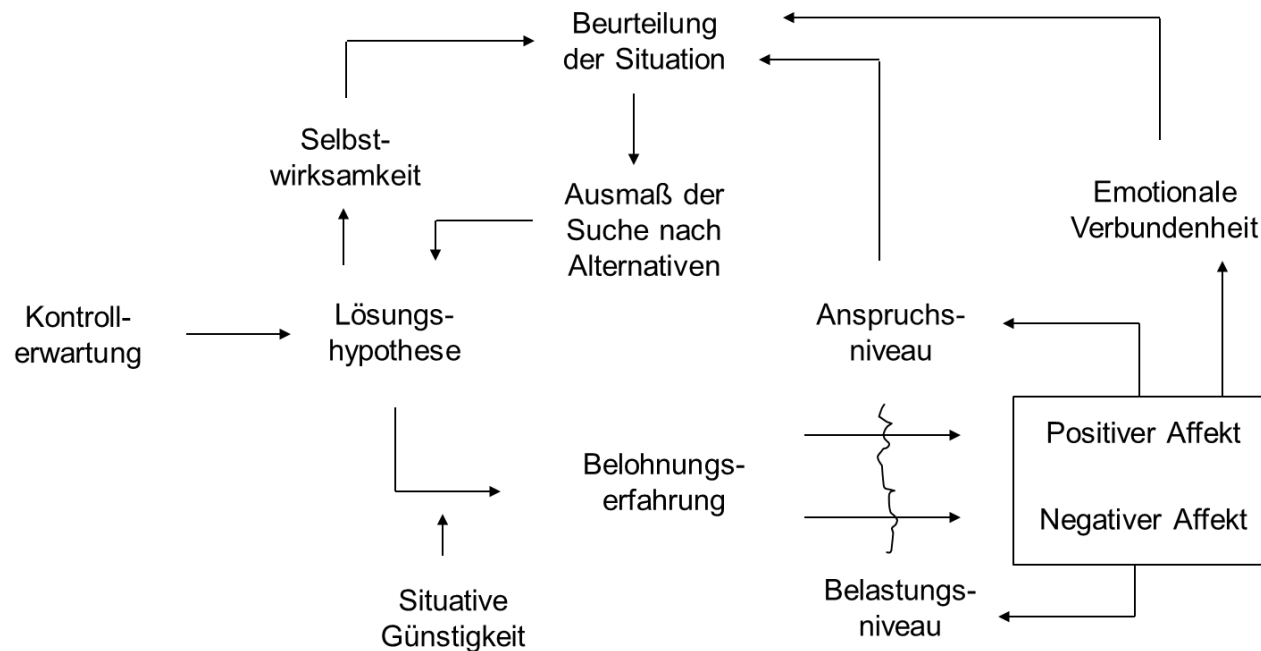 Beurteilung
der Situation
Selbst-
wirksamkeit
Ausmaß der
Suche nach
Alternativen
Emotionale
Verbundenheit
Kontroll-
erwartung
Lösungs-
hypothese
Anspruchs-
niveau
Positiver Affekt
Belohnungs-
erfahrung
Negativer Affekt
Situative
Günstigkeit
Belastungs-
niveau